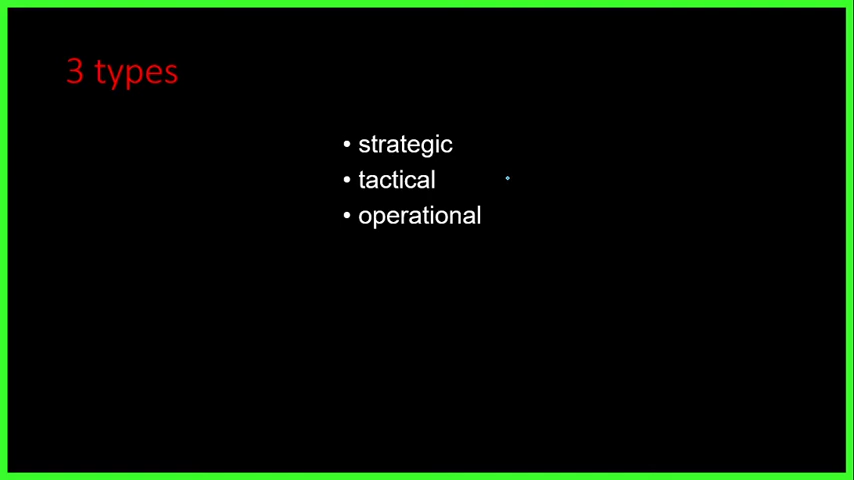 3 types
• strategic
• tactical
• operational